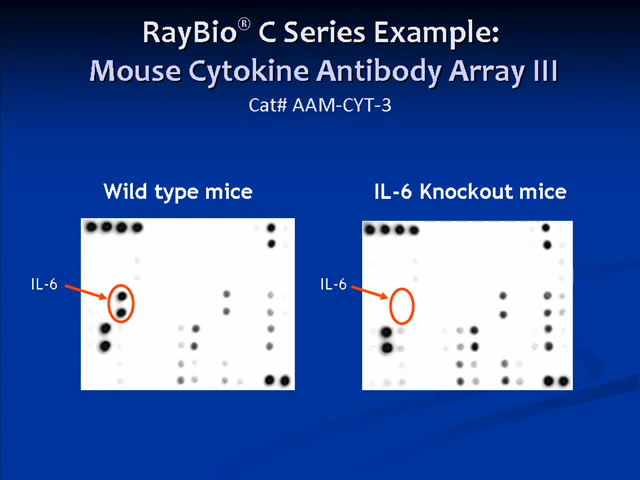 RayBio® C Series Example:
Mouse Cytokine Antibody Array III
Cat# AAM-CYT-3
Wild type mice
IL-6 Knockout mice
IL-6
IL-6